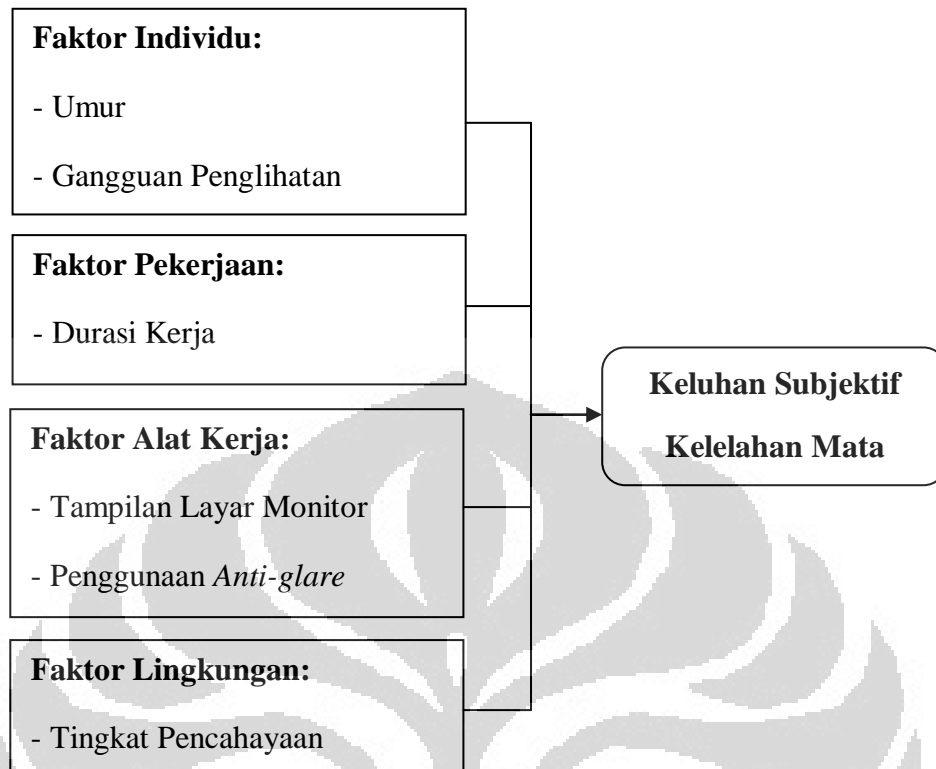 Faktor Individu:
- Umur
- Gangguan Penglihatan
Faktor Pekerjaan:
- Durasi Kerja
Faktor Alat Kerja:
- Tampilan Layar Monitor
- Penggunaan Anti-glare
Faktor Lingkungan:
- Tingkat Pencahayaan
Keluhan Subjektif
Kelelahan Mata